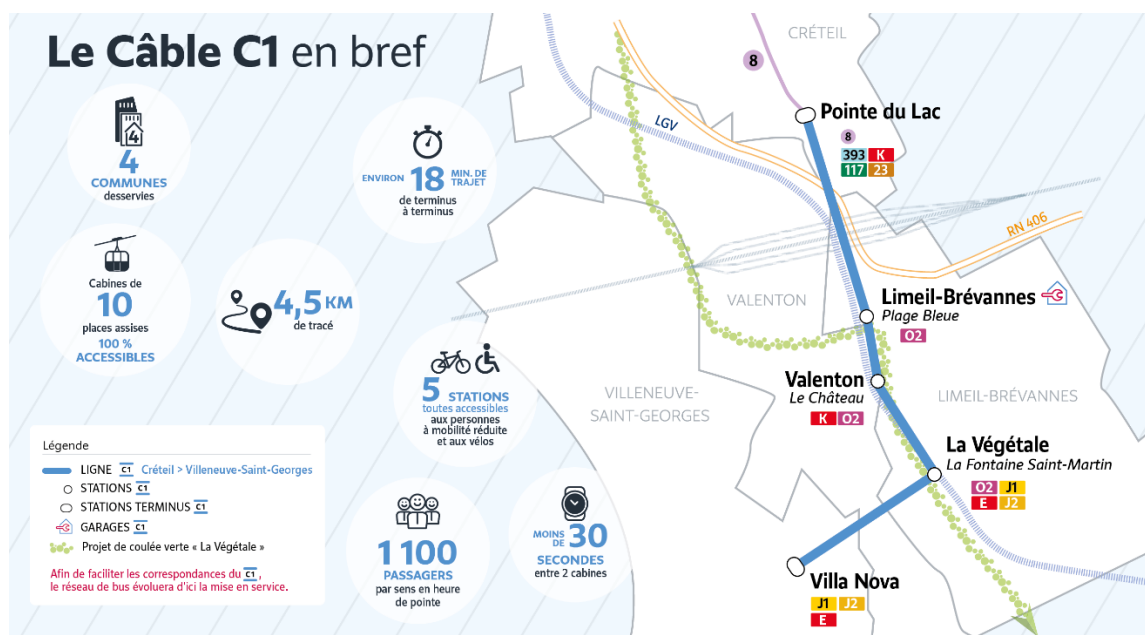 Le Câble C1 en bref
4
4
COMMUNES
desservies
ENVIRON 18 MIN. DE TRAJET
de terminus
à terminus
Cabines de
10
places assises
100 %
ACCESSIBLES
4,5 KM
de tracé
5 STATIONS
toutes accessibles
aux personnes
à mobilité réduite
et aux vélos
1 100
PASSAGERS
par sens en heure
de pointe
MOINS DE 30
SECONDES
entre 2 cabines
Légende
LIGNE C1 Créteil > Villeneuve-Saint-Georges
STATIONS C1
STATIONS TERMINUS C1
GARAGES C1
Projet de coulée verte « La Végétale »
Afin de faciliter les correspondances du C1,
le réseau de bus évoluera d'ici la mise en service.
CRÉTEIL
8
Pointe du Lac
8
393 K
117 23
LGV
RN 406
VALENTON
Limeil-Brévannes
Plage Bleue
O2
Valenton
Le Château
K O2
VILLENEUVE-
SAINT-GEORGES
LIMEIL-BRÉVANNES
La Végétale
La Fontaine Saint-Martin
O2 J1
E J2
Villa Nova
J1 J2
E